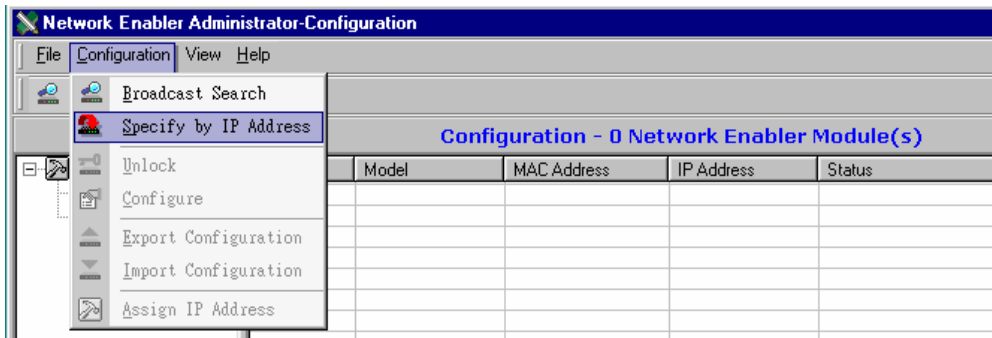 Network Enabler Administrator-Configuration
File Configuration View Help
Broadcast Search
Specify by IP Address
Unlock
Configure
Export Configuration
Import Configuration
Assign IP Address
Configuration - 0 Network Enabler Module(s)
Model MAC Address IP Address Status